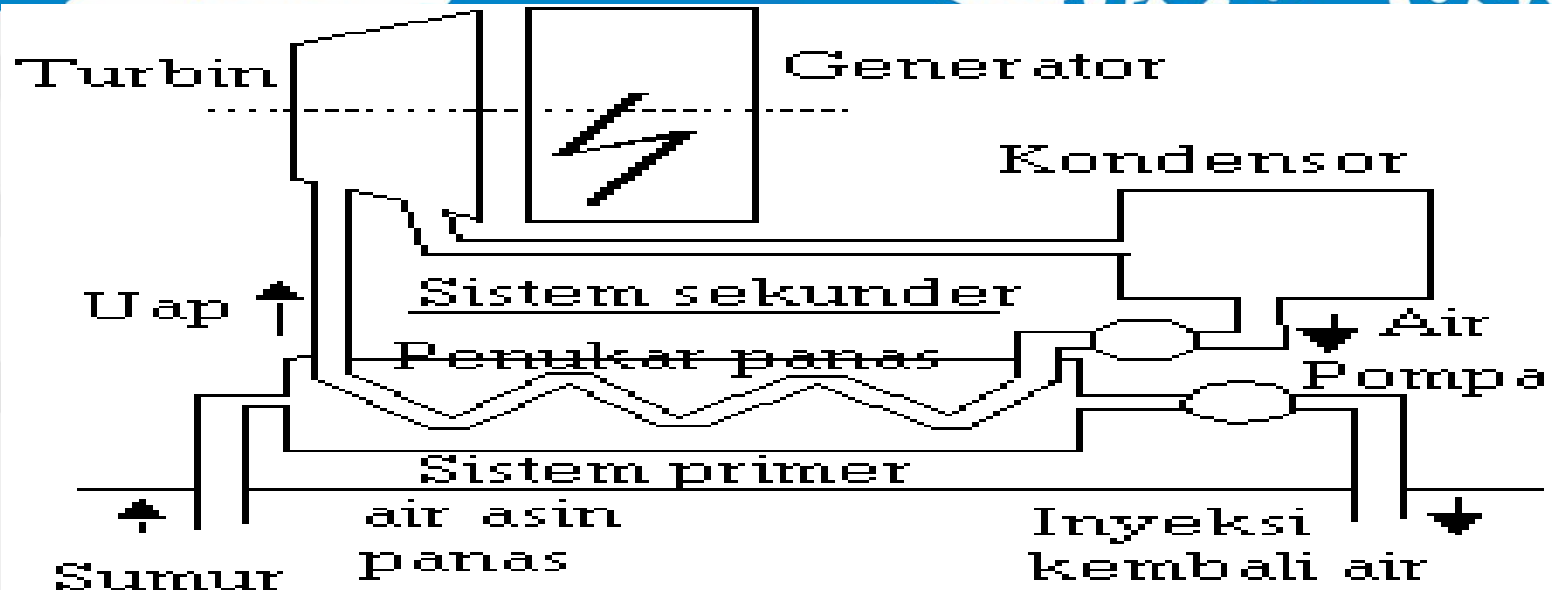 Turbin
Generator
Kondensor
Uap
Sistem sekunder
Air
Penukar panas
Pompa
Sistem primer
air asin
panas
Sumur
Inyeksi
kembali air